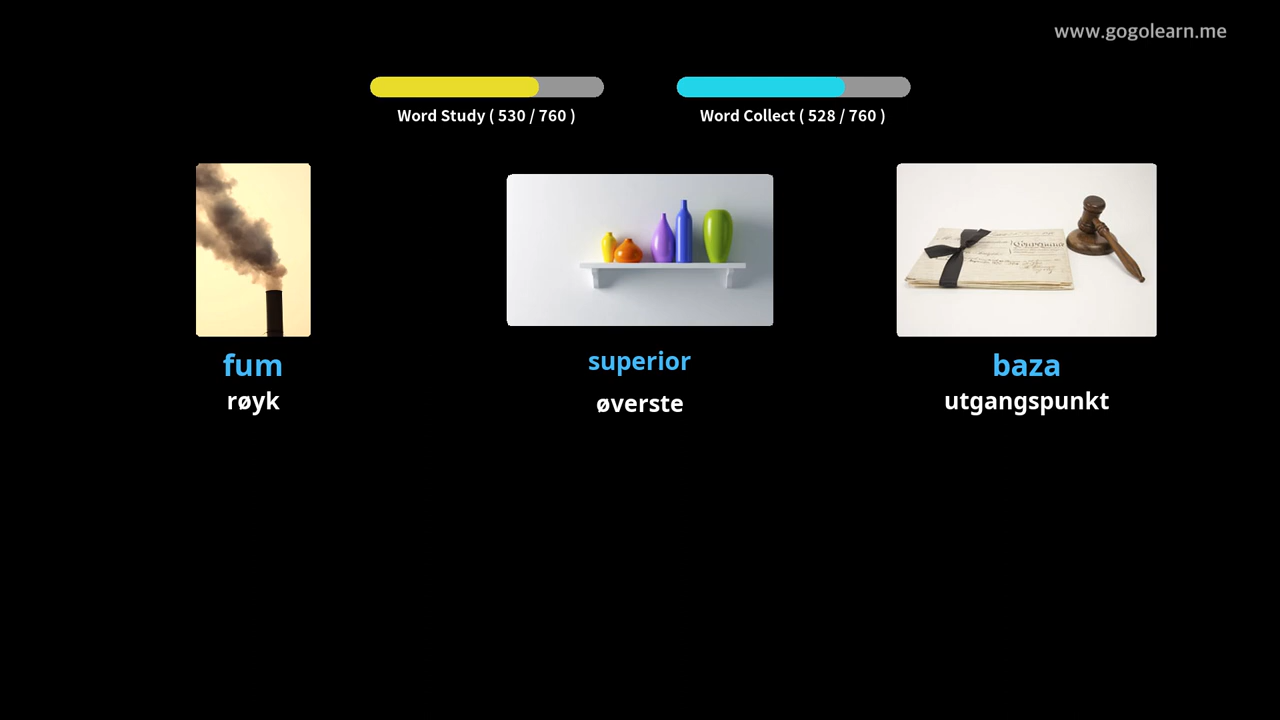 www.gogolearn.me
Word Study ( 530 / 760 )
Word Collect ( 528 / 760 )
fum
røyk
superior
øverste
baza
utgangspunkt